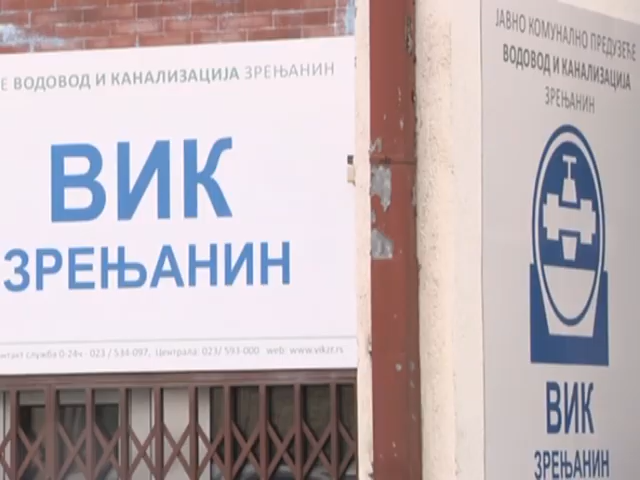 Е ВОДОВОД И КАНАЛИЗАЦИЈА ЗРЕЊАНИН
ВИК
ЗРЕЊАНИН
нтакт служба 0-24ч 023 / 534-097, Централа: 023/ 593-000 web: www.vikzr.rs
ЈАВНО КОМУНАЛНО ПРЕДУЗЕЋЕ
ВОДОВОД И КАНАЛИЗАЦИЈА
ЗРЕЊАНИН
ВИК
ЗРЕЊАНИН